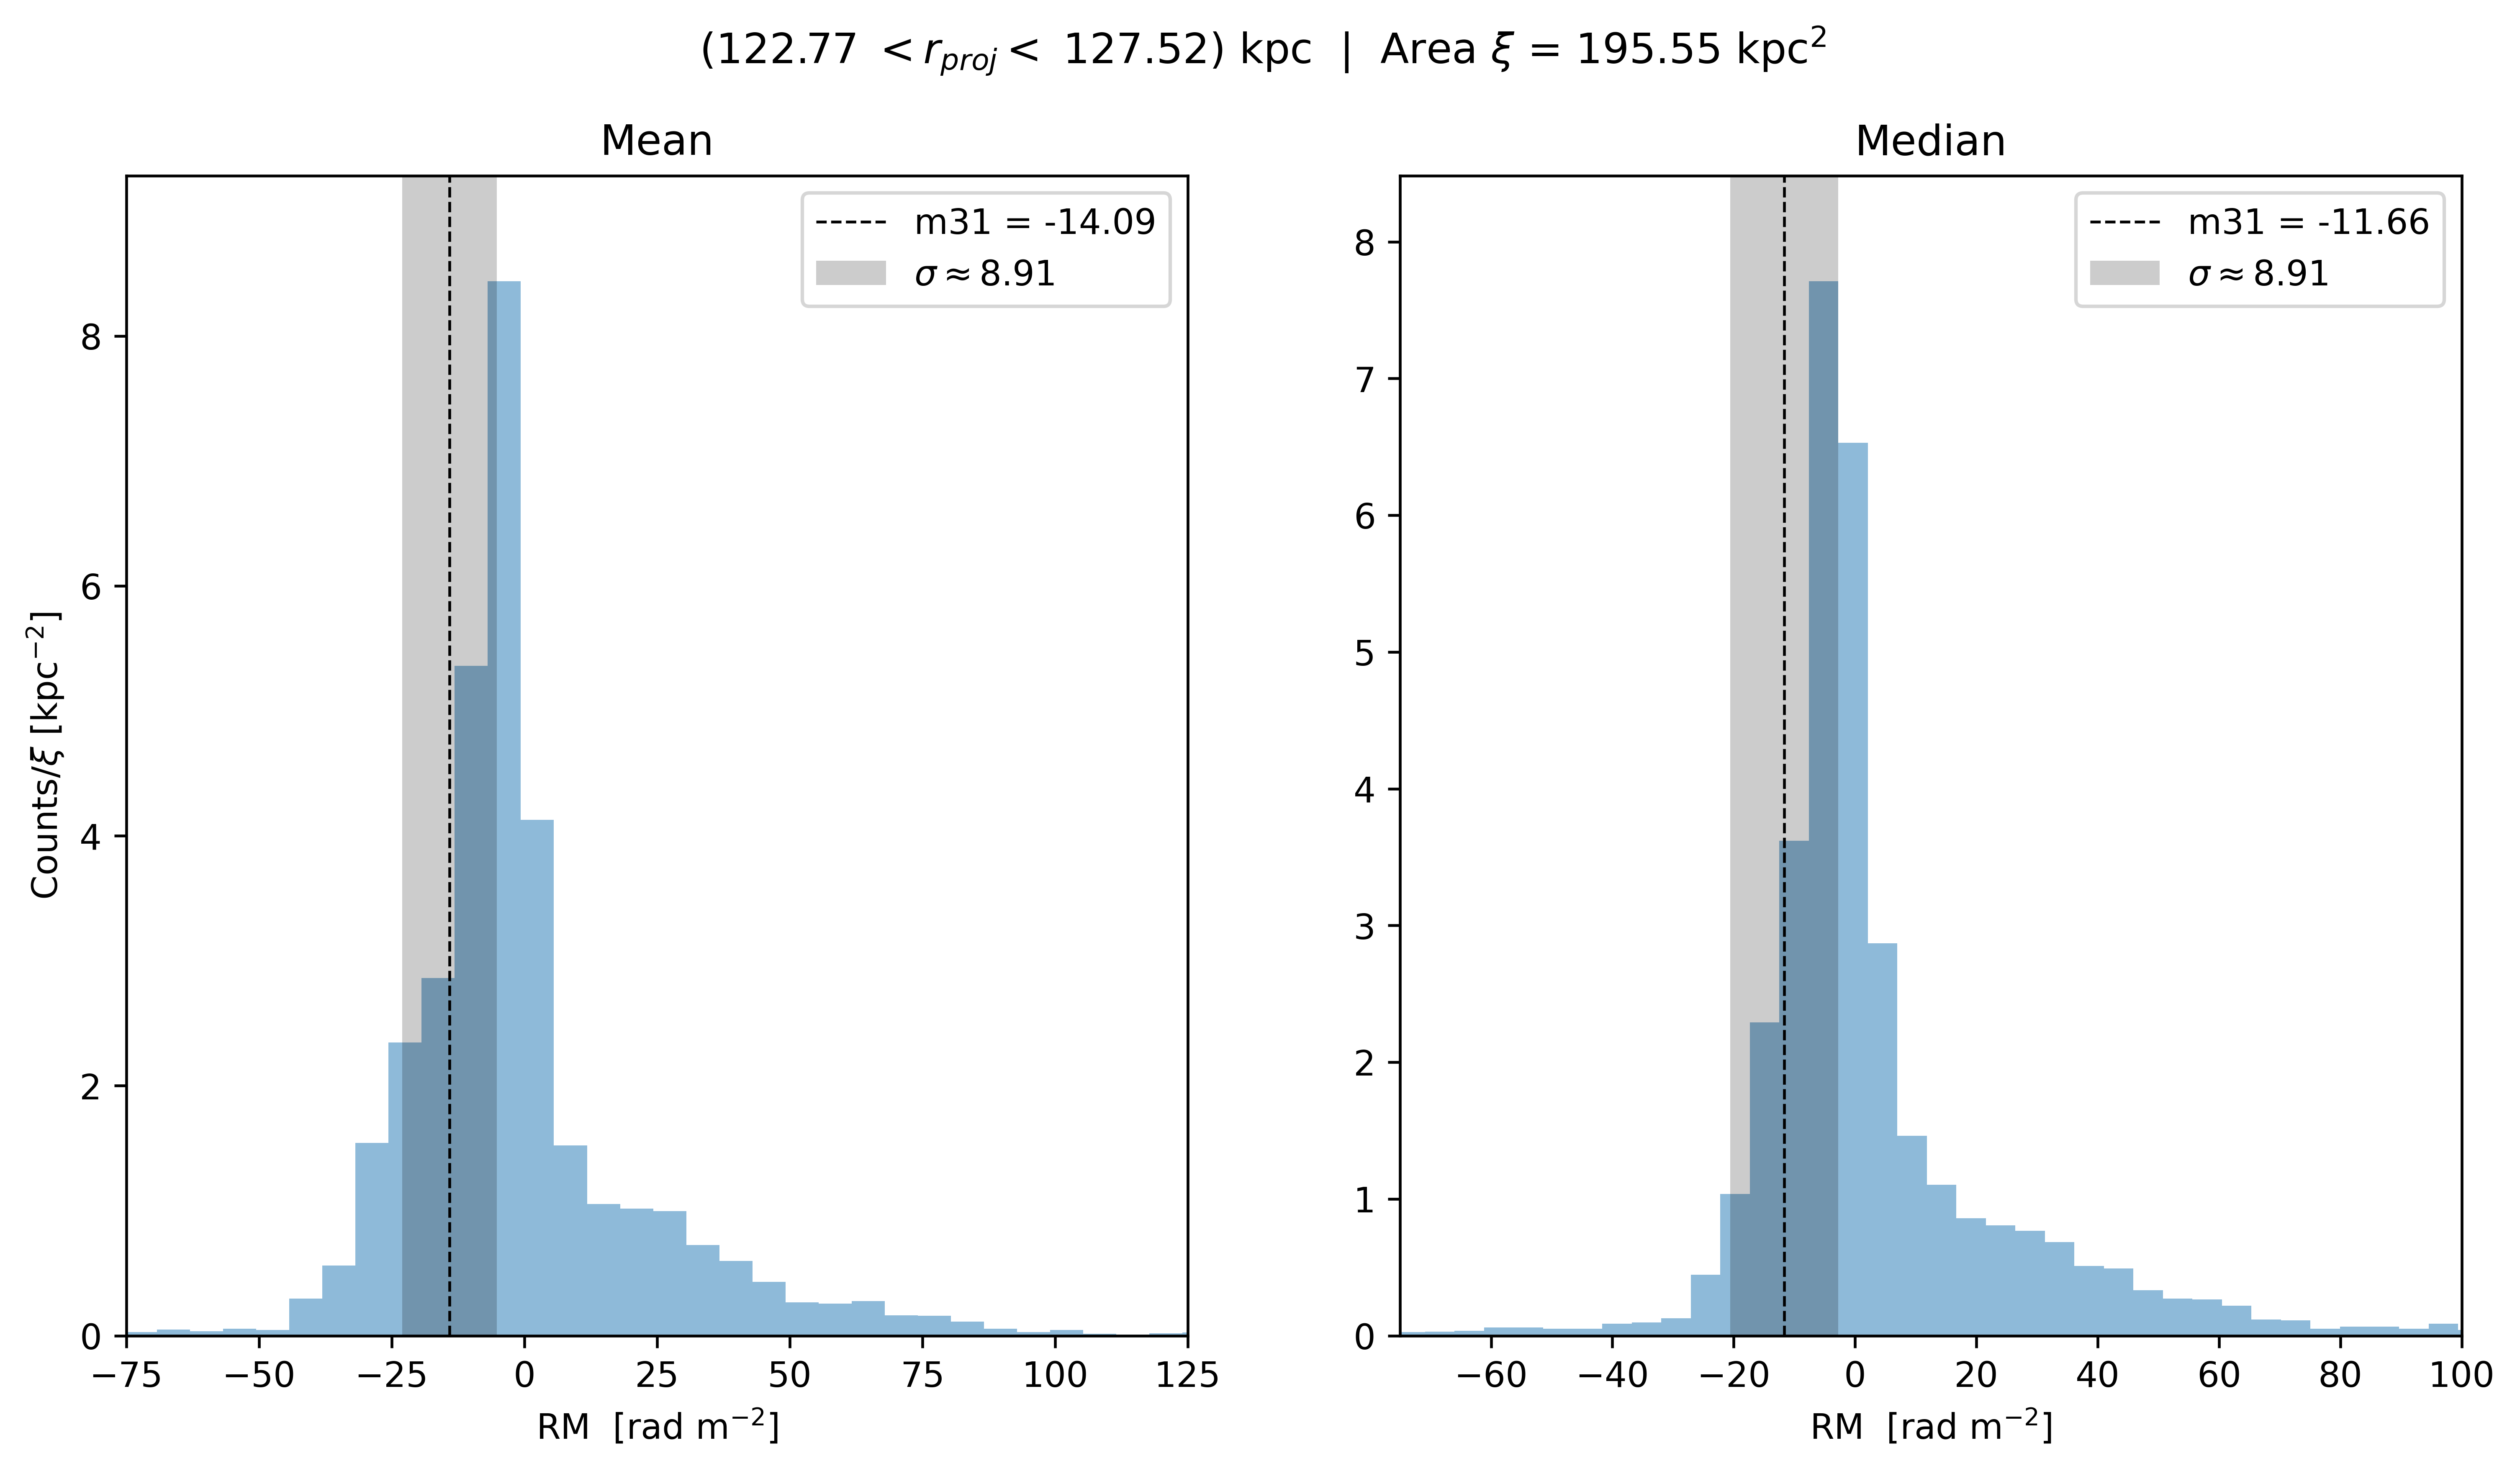 (122.77 < r_proj < 127.52) kpc | Area ξ = 195.55 kpc²
Mean
m31 = -14.09
σ ≈ 8.91
8
6
4
2
0
Counts/ξ [kpc⁻²]
−75 −50 −25 0 25 50 75 100 125
RM [rad m⁻²]
Median
m31 = -11.66
σ ≈ 8.91
8
7
6
5
4
3
2
1
0
−60 −40 −20 0 20 40 60 80 100
RM [rad m⁻²]